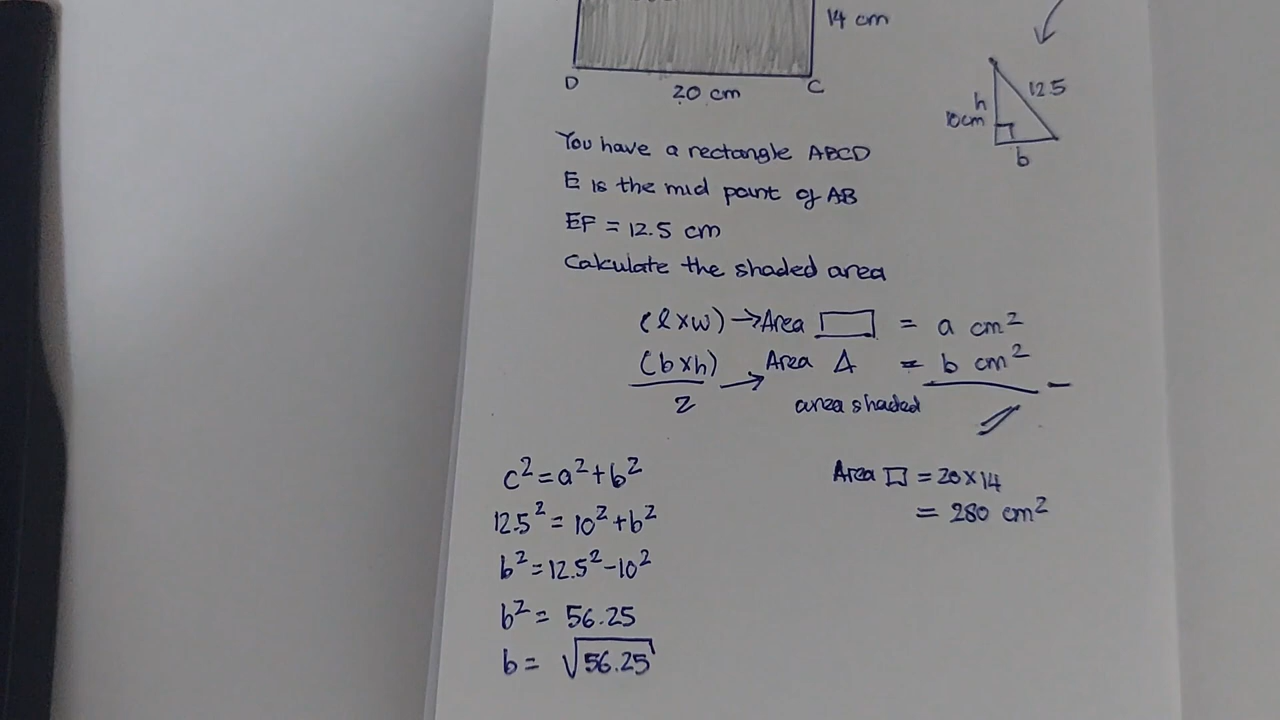 14 cm
D 20 cm C
h 12.5
10cm
b
You have a rectangle ABCD
E is the mid point of AB
EF = 12.5 cm
Calculate the shaded area
(l×w) → Area = a cm²
(b×h) Area Δ = b cm²
2 → area shaded
c² = a² + b²
12.5² = 10² + b²
b² = 12.5² - 10²
b² = 56.25
b = √56.25
Area □ = 20 × 14
= 280 cm²